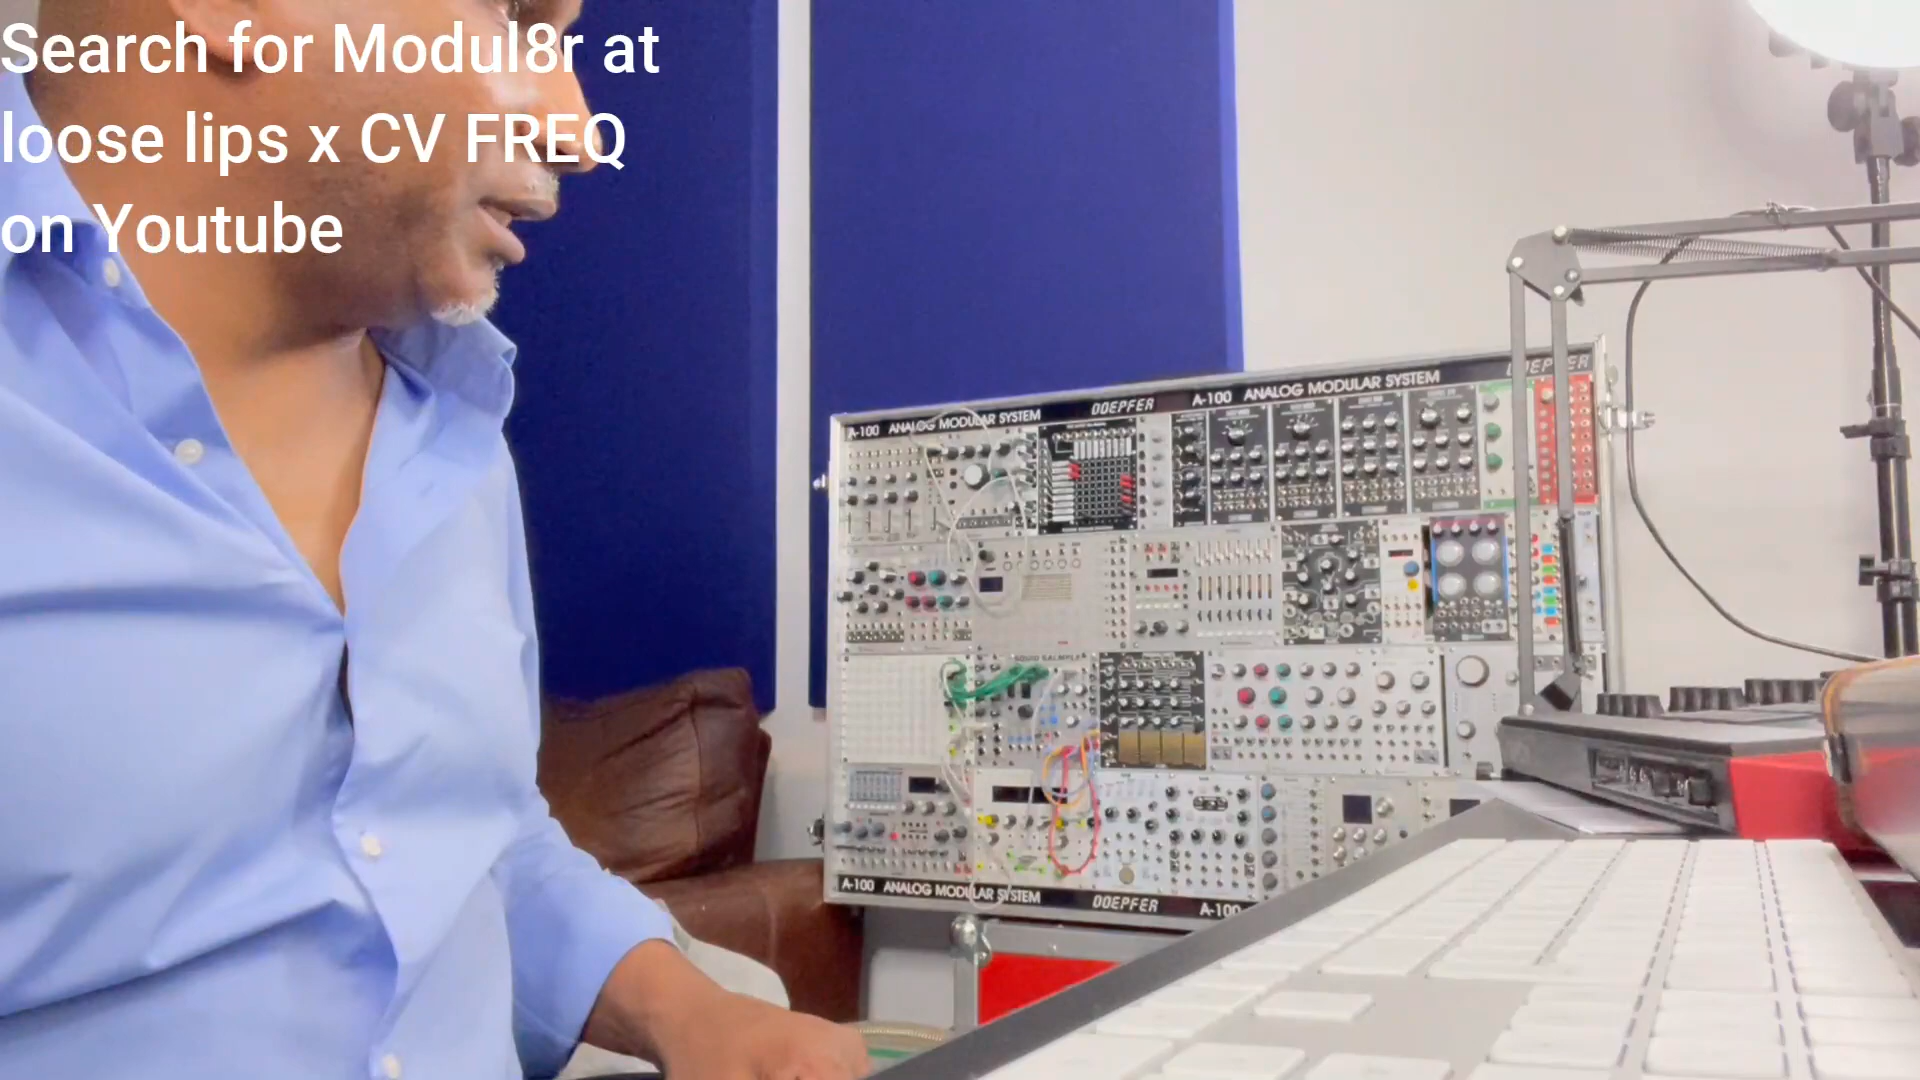 Search for Modul8r at
loose lips x CV FREQ
on Youtube
A-100 ANALOG MODULAR SYSTEM DOEPFER A-100 ANALOG MODULAR SYSTEM DOEPFER
A-100 ANALOG MODULAR SYSTEM DOEPFER A-100